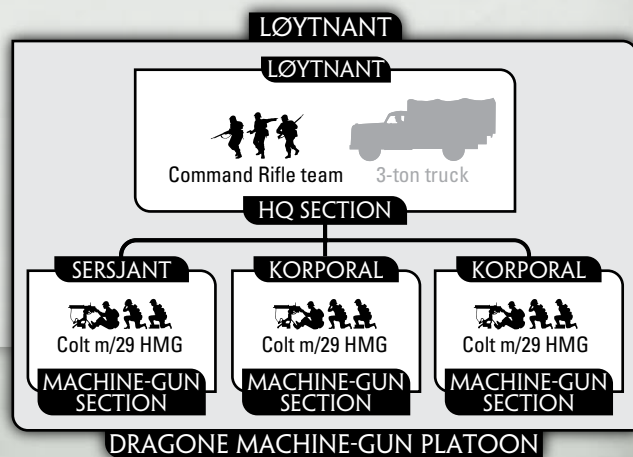 LØYTNANT
LØYTNANT
Command Rifle team
3-ton truck
HQ SECTION
SERSJANT
KORPORAL
KORPORAL
Colt m/29 HMG
Colt m/29 HMG
Colt m/29 HMG
MACHINE-GUN
SECTION
MACHINE-GUN
SECTION
MACHINE-GUN
SECTION
DRAGONE MACHINE-GUN PLATOON